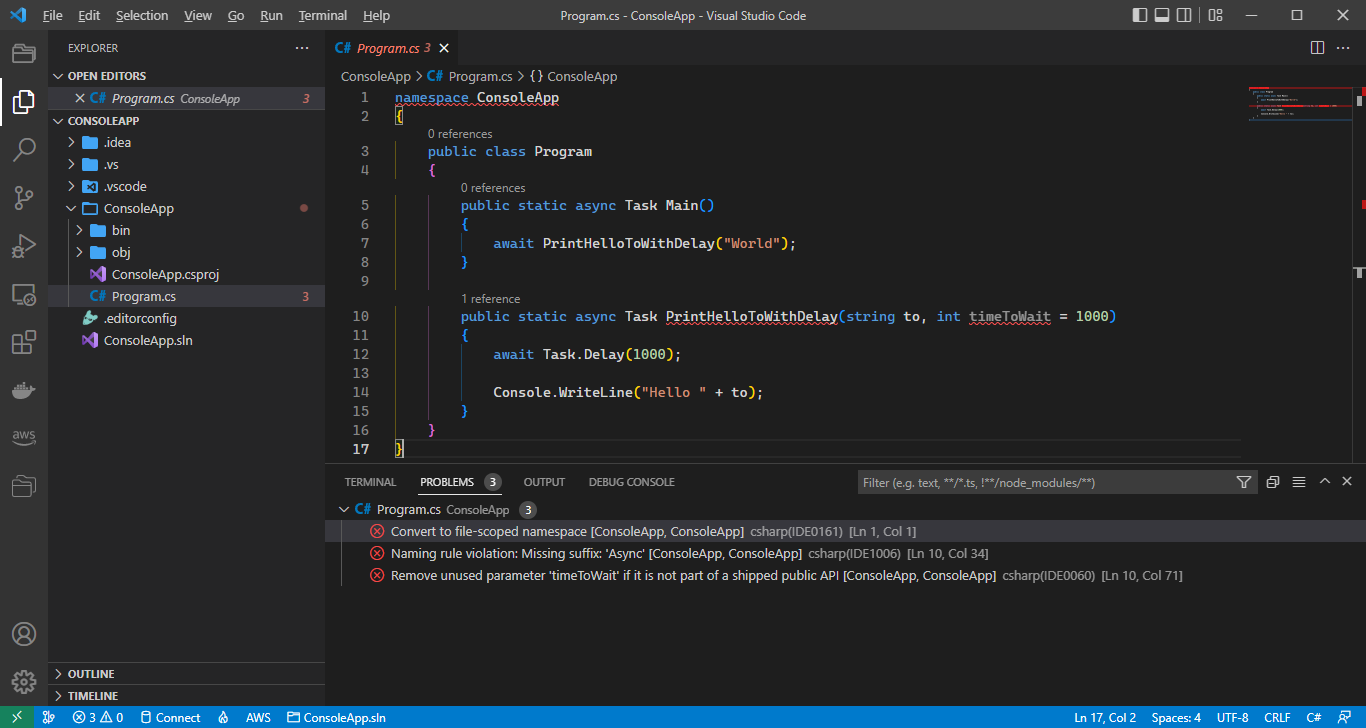 File Edit Selection View Go Run Terminal Help Program.cs - ConsoleApp - Visual Studio Code
EXPLORER
OPEN EDITORS
C# Program.cs ConsoleApp 3
CONSOLEAPP
.idea
.vs
.vscode
ConsoleApp
bin
obj
ConsoleApp.csproj
C# Program.cs 3
.editorconfig
ConsoleApp.sln
OUTLINE
TIMELINE
aws
C# Program.cs 3
ConsoleApp > C# Program.cs > {} ConsoleApp
1 namespace ConsoleApp
2 {
0 references
3 public class Program
4 {
0 references
5 public static async Task Main()
6 {
7 await PrintHelloToWithDelay("World");
8 }
9
1 reference
10 public static async Task PrintHelloToWithDelay(string to, int timeToWait = 1000)
11 {
12 await Task.Delay(1000);
13
14 Console.WriteLine("Hello " + to);
15 }
16 }
17 }
TERMINAL PROBLEMS 3 OUTPUT DEBUG CONSOLE Filter (e.g. text, **/*.ts, !**/node_modules/**)
C# Program.cs ConsoleApp 3
Convert to file-scoped namespace [ConsoleApp, ConsoleApp] csharp(IDE0161) [Ln 1, Col 1]
Naming rule violation: Missing suffix: 'Async' [ConsoleApp, ConsoleApp] csharp(IDE1006) [Ln 10, Col 34]
Remove unused parameter 'timeToWait' if it is not part of a shipped public API [ConsoleApp, ConsoleApp] csharp(IDE0060) [Ln 10, Col 71]
3 0 Connect AWS ConsoleApp.sln Ln 17, Col 2 Spaces: 4 UTF-8 CRLF C#